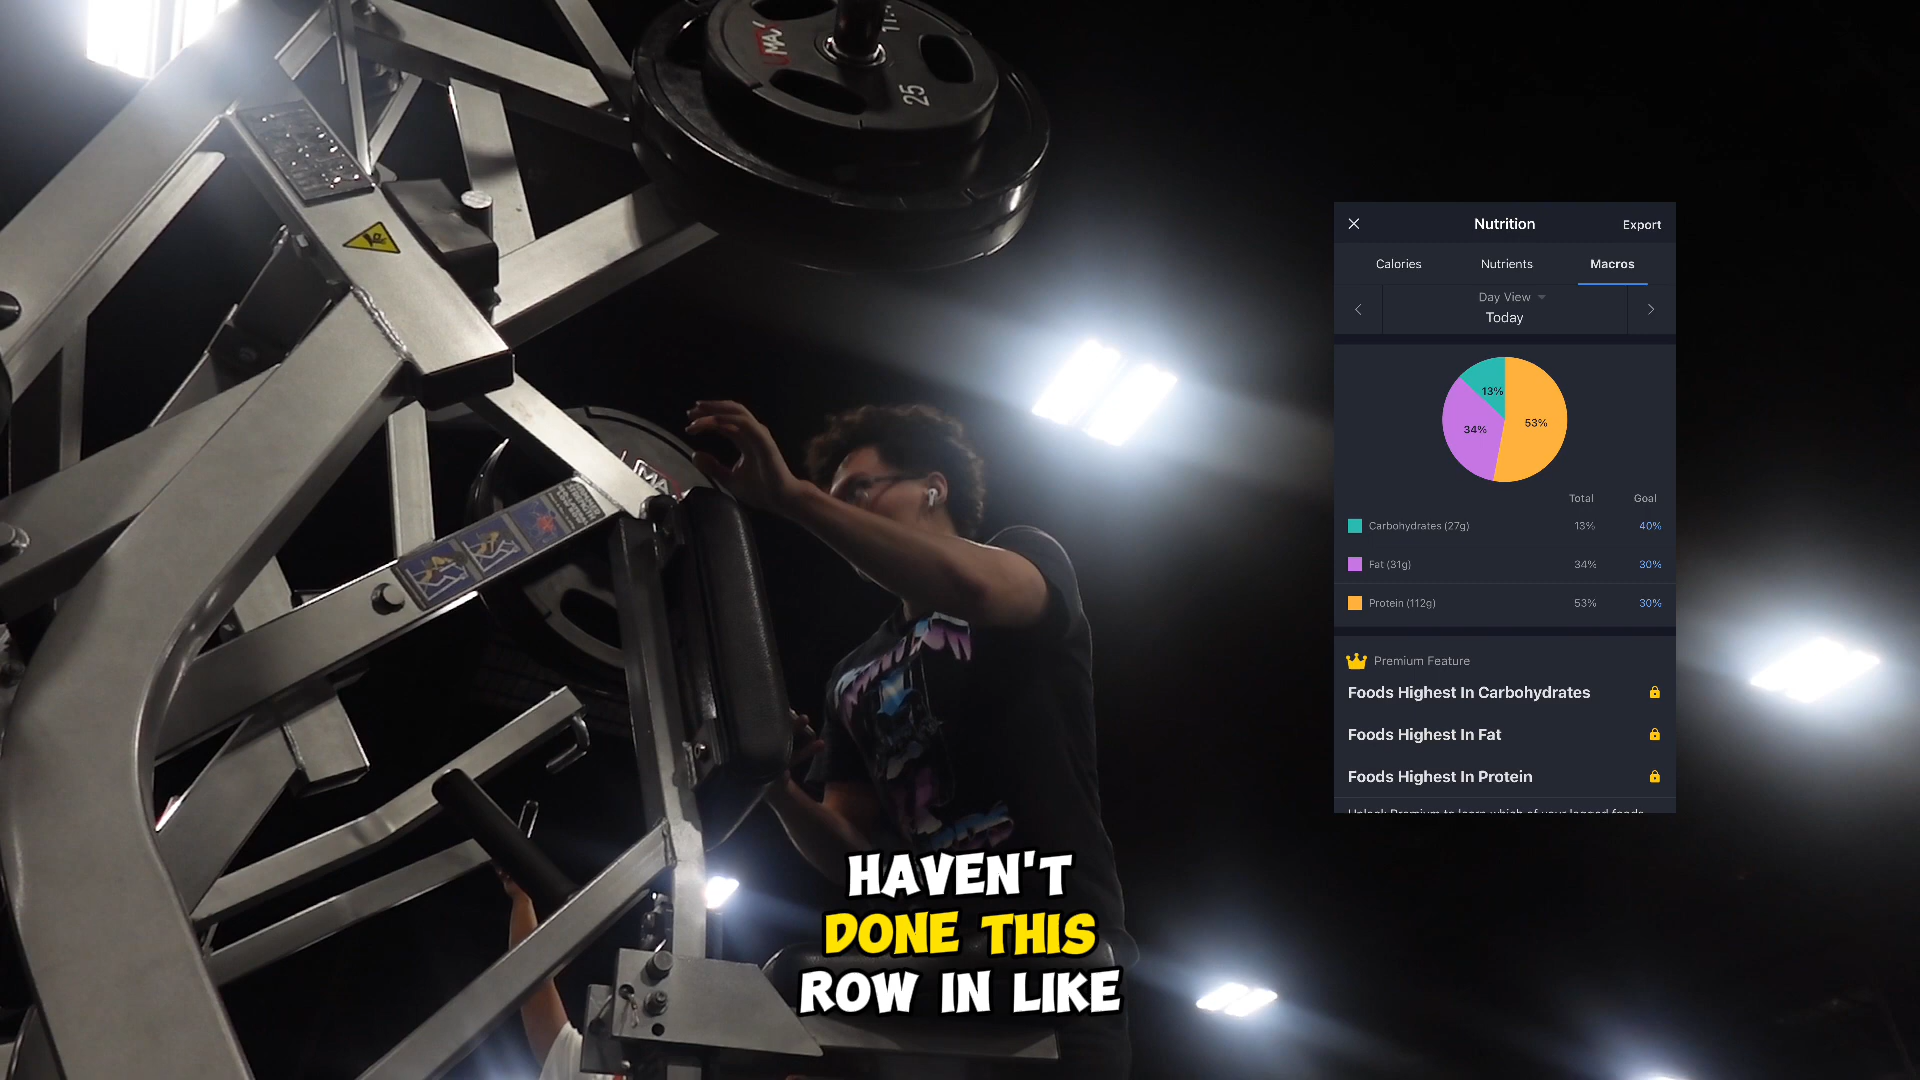 MAX
25
MA
Nutrition
Export
Calories
Nutrients
Macros
Day View
Today
13%
34%
53%
Total
Goal
Carbohydrates (27g)
13%
40%
Fat (31g)
34%
30%
Protein (112g)
53%
30%
Premium Feature
Foods Highest In Carbohydrates
Foods Highest In Fat
Foods Highest In Protein
HAVEN'T
DONE THIS
ROW IN LIKE